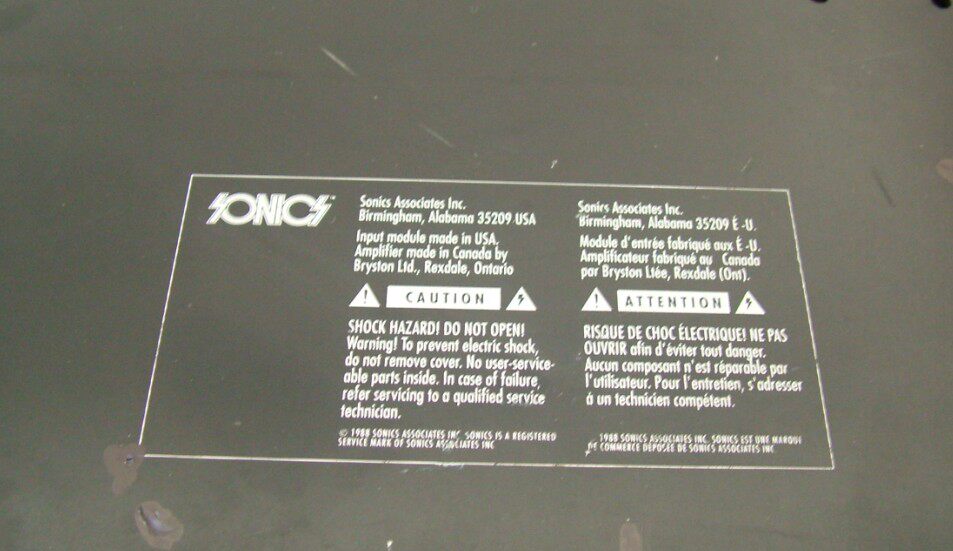 SONICS™
Sonics Associates Inc.
Birmingham, Alabama 35209 USA
Input module made in USA.
Amplifier made in Canada by
Bryston Ltd., Rexdale, Ontario
CAUTION
SHOCK HAZARD! DO NOT OPEN!
Warning! To prevent electric shock,
do not remove cover. No user-service-
able parts inside. In case of failure,
refer servicing to a qualified service
technician.
© 1988 SONICS ASSOCIATES INC. SONICS IS A REGISTERED
SERVICE MARK OF SONICS ASSOCIATES INC
Sonics Associates Inc.
Birmingham, Alabama 35209 É.-U.
Module d'entrée fabriqué aux É.-U.
Amplificateur fabriqué au Canada
par Bryston Ltée, Rexdale (Ont).
ATTENTION
RISQUE DE CHOC ÉLECTRIQUE! NE PAS
OUVRIR afin d'éviter tout danger.
Aucun composant n'est réparable par
l'utilisateur. Pour l'entretien, s'adresser
à un technicien compétent.
1988 SONICS ASSOCIATES INC. SONICS EST UNE MARQUE
DE COMMERCE DEPOSÉE DE SONICS ASSOCIATES INC